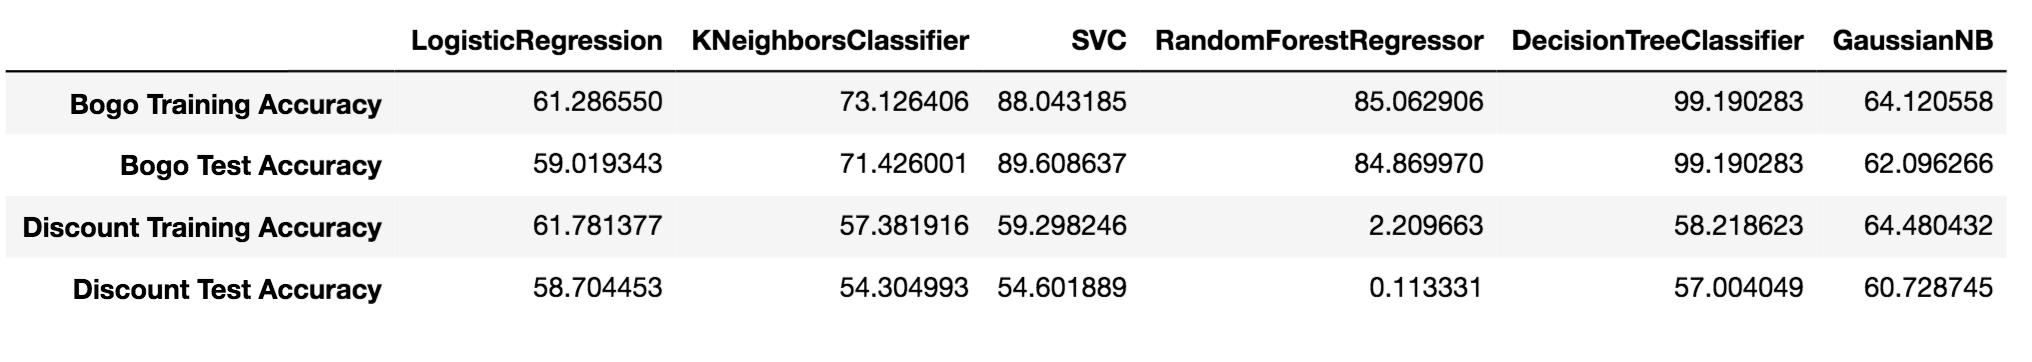 LogisticRegression KNeighborsClassifier SVC RandomForestRegressor DecisionTreeClassifier GaussianNB
Bogo Training Accuracy 61.286550 73.126406 88.043185 85.062906 99.190283 64.120558
Bogo Test Accuracy 59.019343 71.426001 89.608637 84.869970 99.190283 62.096266
Discount Training Accuracy 61.781377 57.381916 59.298246 2.209663 58.218623 64.480432
Discount Test Accuracy 58.704453 54.304993 54.601889 0.113331 57.004049 60.728745